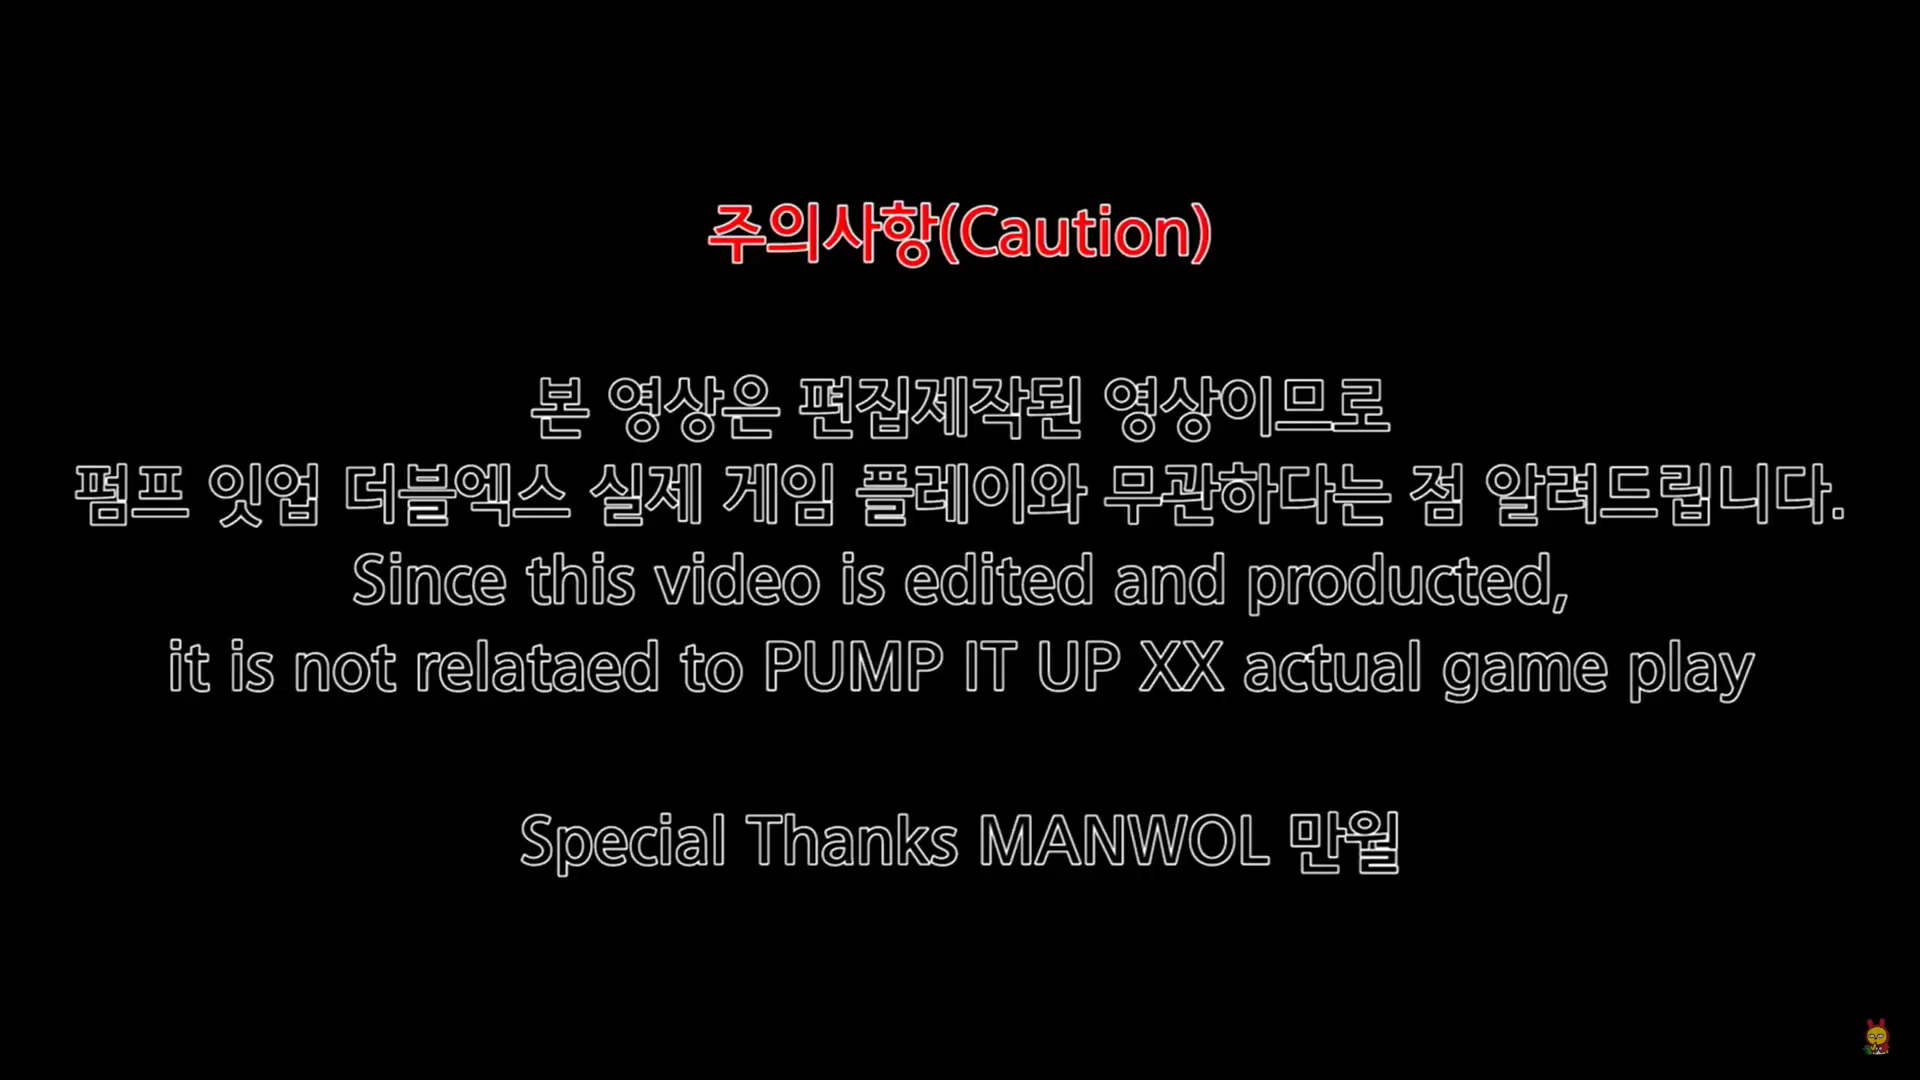 주의사항(Caution)
본 영상은 편집제작된 영상이므로
펌프 잇업 더블엑스 실제 게임 플레이와 무관하다는 점 알려드립니다.
Since this video is edited and producted,
it is not relataed to PUMP IT UP XX actual game play
Special Thanks MANWOL 만월